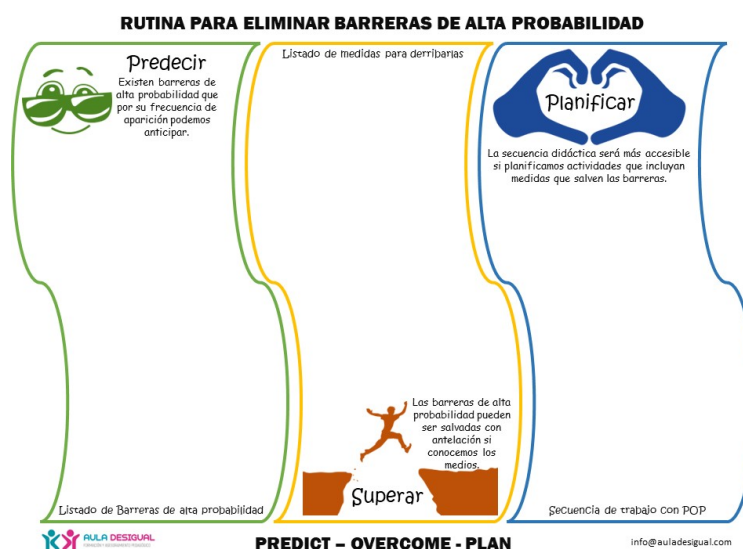 RUTINA PARA ELIMINAR BARRERAS DE ALTA PROBABILIDAD
Predecir
Existen barreras de
alta probabilidad que
por su frecuencia de
aparición podemos
anticipar.
Listado de Barreras de alta probabilidad
Listado de medidas para derribarlas
Las barreras de alta
probabilidad pueden
ser salvadas con
antelación si
conocemos los
medios.
Superar
Planificar
La secuencia didáctica será más accesible
si planificamos actividades que incluyan
medidas que salven las barreras.
Secuencia de trabajo con POP
AULA DESIGUAL
PREDICT – OVERCOME - PLAN
info@auladesigual.com